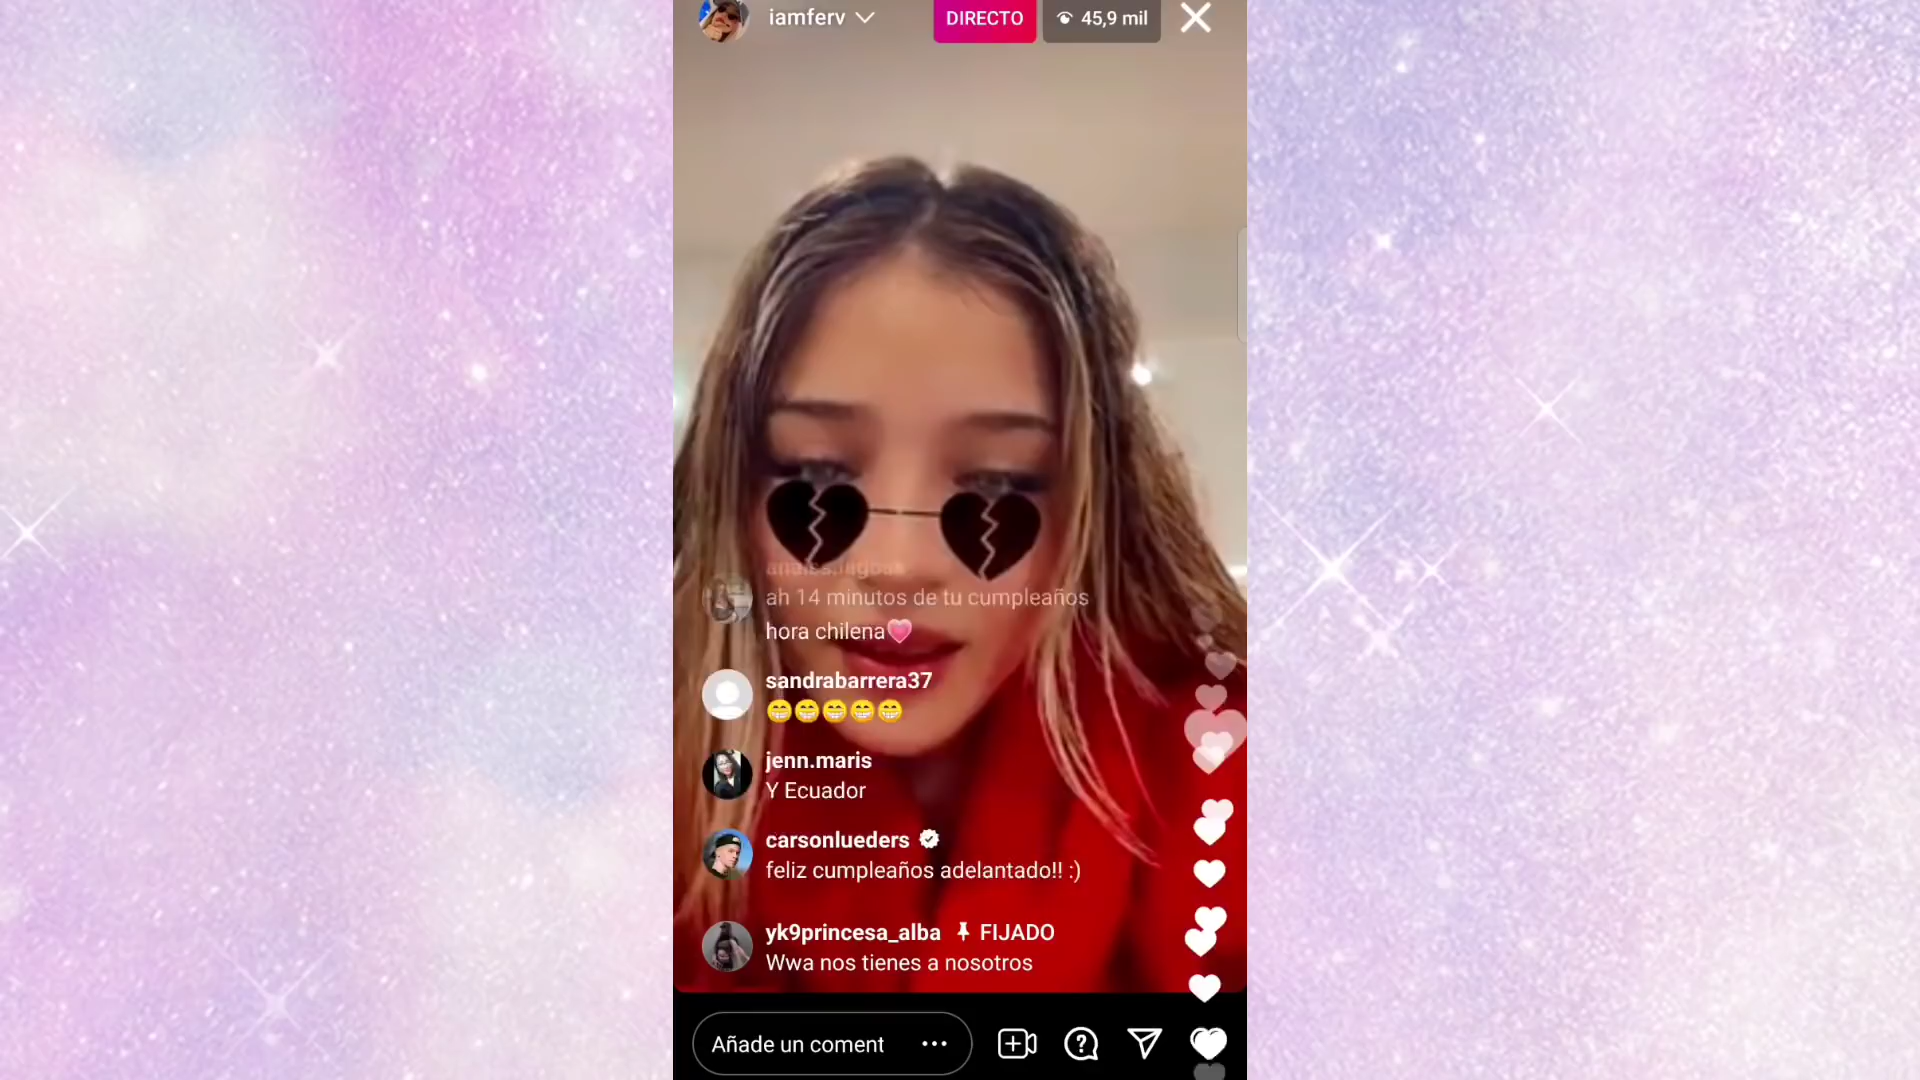 iamferv
DIRECTO
45,9 mil
ah 14 minutos de tu cumpleaños
hora chilena💗
sandrabarrera37
😁😁😁😁😁
jenn.maris
Y Ecuador
carsonlueders
feliz cumpleaños adelantado!! :)
yk9princesa_alba FIJADO
Wwa nos tienes a nosotros
Añade un coment